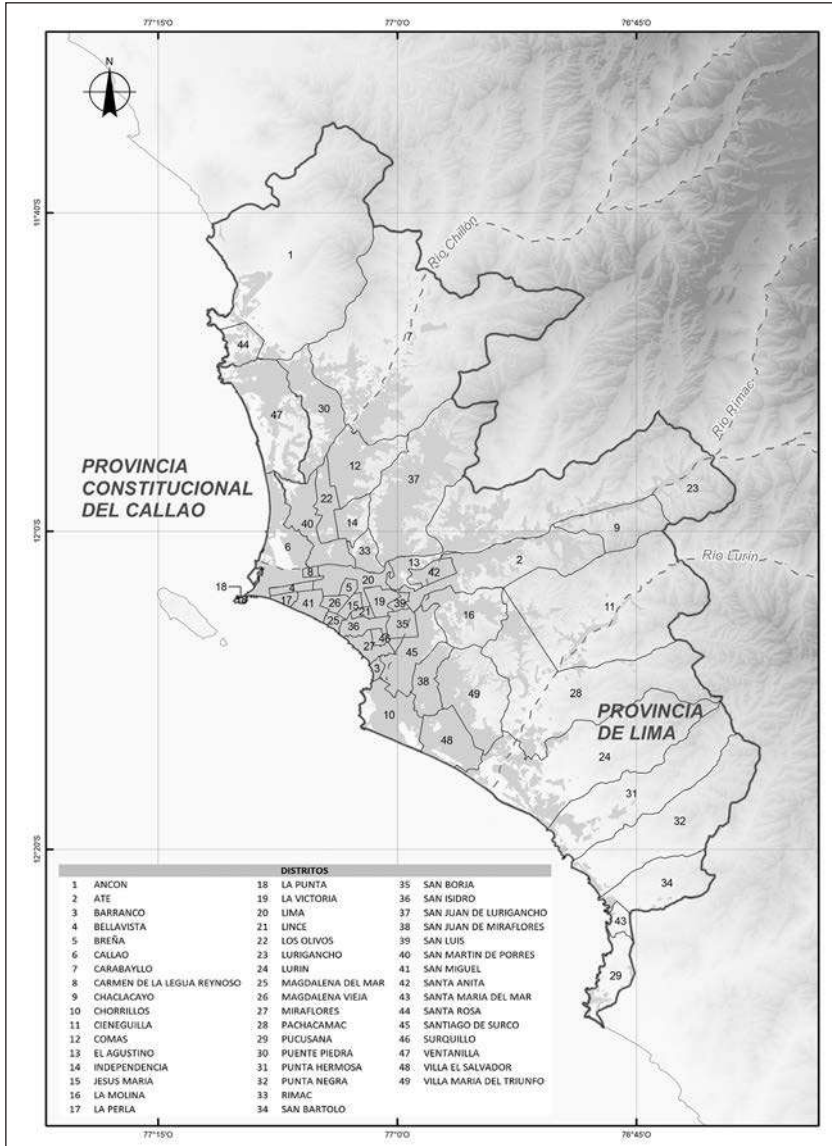 77°15'O 77°0'O 76°45'O
N
11°40'S
1
Río Chillón
7
44
47
30
Río Rimac
12
37
PROVINCIA
CONSTITUCIONAL
DEL CALLAO
23
22
40
14
9
12°0'S
6
33
13
2
Río Lurín
8
42
18
20
4
5
17
41
26
15
19
39
16
11
21
25
36
35
46
27
45
3
38
49
28
10
PROVINCIA
DE LIMA
48
24
31
32
12°20'S
34
43
29
DISTRITOS
1 ANCON
2 ATE
3 BARRANCO
4 BELLAVISTA
5 BREÑA
6 CALLAO
7 CARABAYLLO
8 CARMEN DE LA LEGUA REYNOSO
9 CHACLACAYO
10 CHORRILLOS
11 CIENEGUILLA
12 COMAS
13 EL AGUSTINO
14 INDEPENDENCIA
15 JESUS MARIA
16 LA MOLINA
17 LA PERLA
18 LA PUNTA
19 LA VICTORIA
20 LIMA
21 LINCE
22 LOS OLIVOS
23 LURIGANCHO
24 LURIN
25 MAGDALENA DEL MAR
26 MAGDALENA VIEJA
27 MIRAFLORES
28 PACHACAMAC
29 PUCUSANA
30 PUENTE PIEDRA
31 PUNTA HERMOSA
32 PUNTA NEGRA
33 RIMAC
34 SAN BARTOLO
35 SAN BORJA
36 SAN ISIDRO
37 SAN JUAN DE LURIGANCHO
38 SAN JUAN DE MIRAFLORES
39 SAN LUIS
40 SAN MARTIN DE PORRES
41 SAN MIGUEL
42 SANTA ANITA
43 SANTA MARIA DEL MAR
44 SANTA ROSA
45 SANTIAGO DE SURCO
46 SURQUILLO
47 VENTANILLA
48 VILLA EL SALVADOR
49 VILLA MARIA DEL TRIUNFO
77°15'O 77°0'O 76°45'O